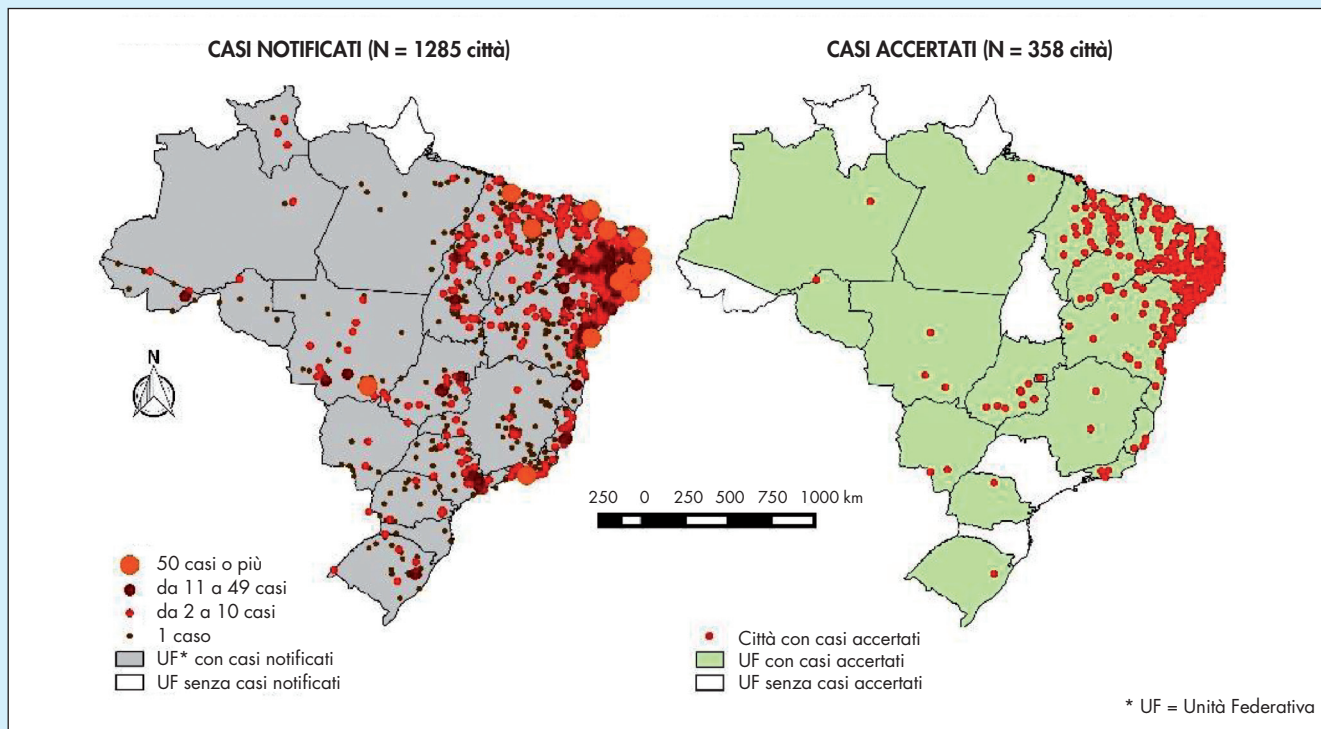 CASI NOTIFICATI (N = 1285 città)
CASI ACCERTATI (N = 358 città)
N
250 0 250 500 750 1000 km
50 casi o più
da 11 a 49 casi
da 2 a 10 casi
1 caso
UF* con casi notificati
UF senza casi notificati
Città con casi accertati
UF con casi accertati
UF senza casi accertati
* UF = Unità Federativa